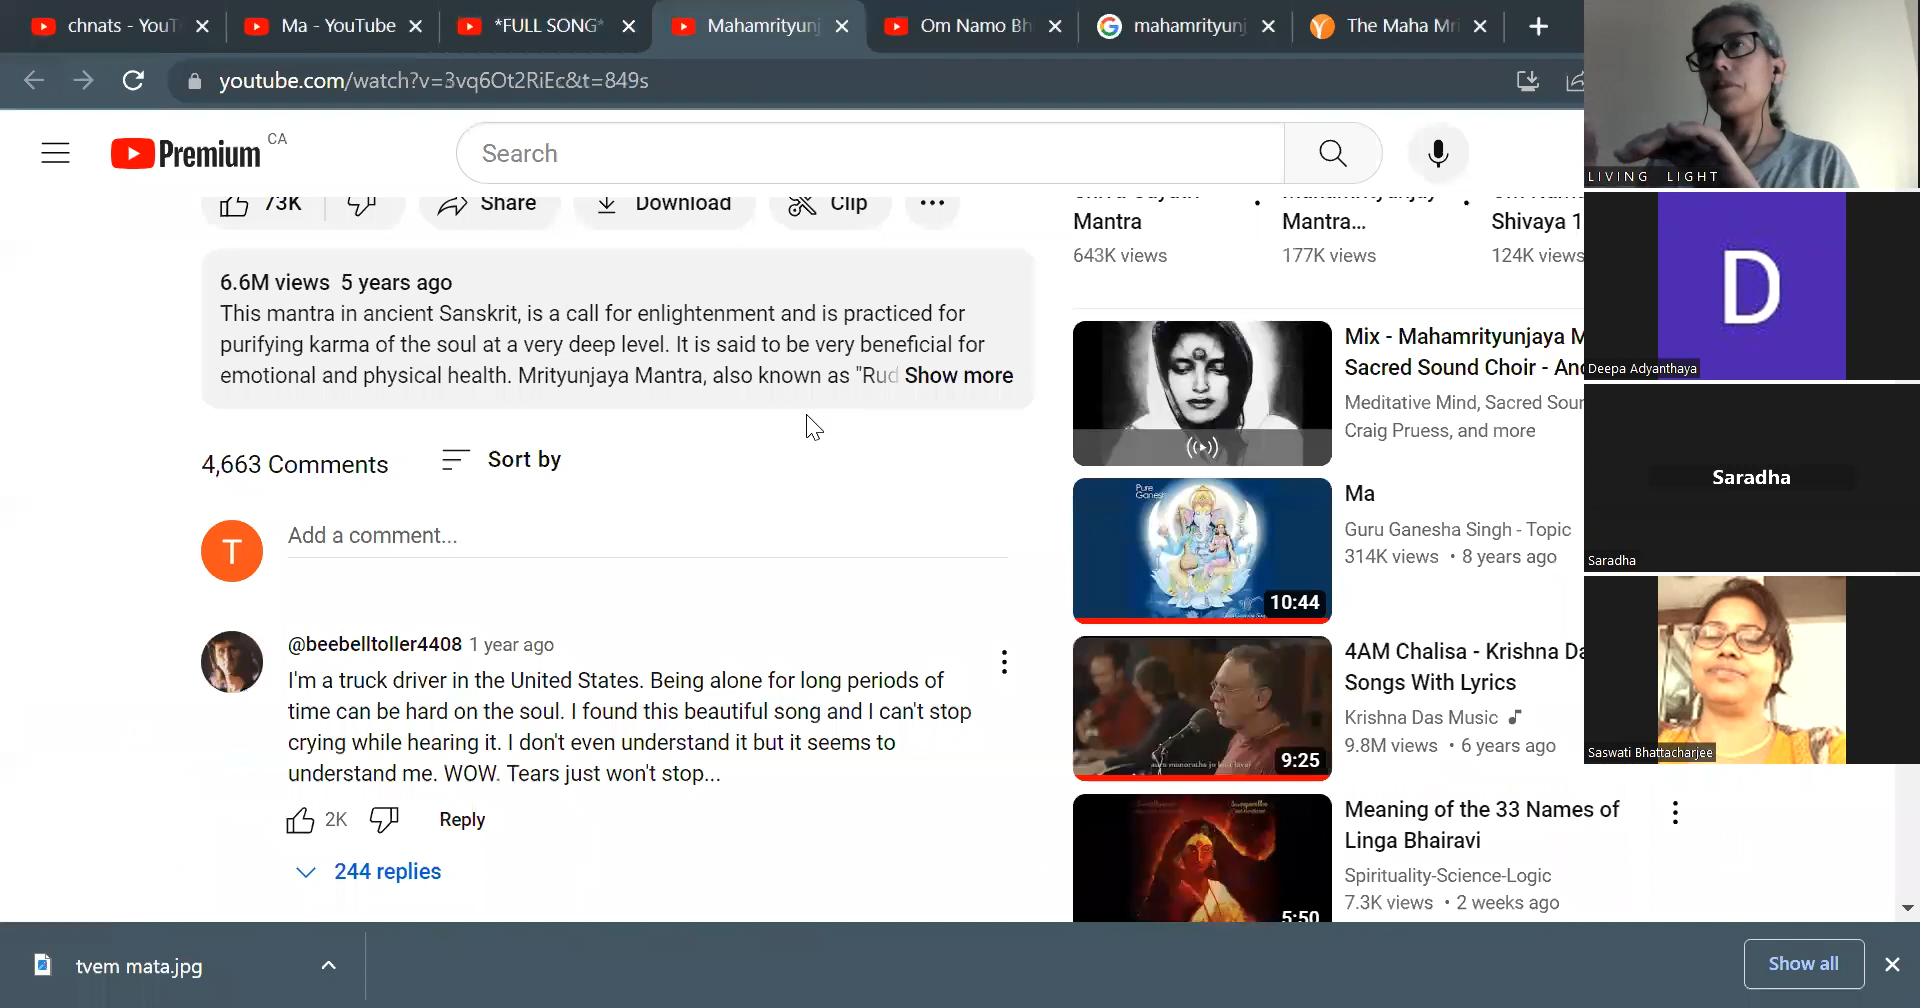 chnats - YouT
Ma - YouTube
*FULL SONG*
Mahamrityunj
Om Namo Bh
mahamrityunj
The Maha Mri
youtube.com/watch?v=3vq6Ot2RiEc&t=849s
Premium CA
Search
73K
Share
Download
Clip
6.6M views 5 years ago
This mantra in ancient Sanskrit, is a call for enlightenment and is practiced for
purifying karma of the soul at a very deep level. It is said to be very beneficial for
emotional and physical health. Mrityunjaya Mantra, also known as "Rud Show more
4,663 Comments
Sort by
T
Add a comment...
@beebelltoller4408 1 year ago
I'm a truck driver in the United States. Being alone for long periods of
time can be hard on the soul. I found this beautiful song and I can't stop
crying while hearing it. I don't even understand it but it seems to
understand me. WOW. Tears just won't stop...
2K
Reply
244 replies
Mantra
643K views
Mantra...
177K views
Shivaya 1
124K views
Mix - Mahamrityunjaya M
Sacred Sound Choir - And
Meditative Mind, Sacred Soun
Craig Pruess, and more
Pure
Ganesh
10:44
Ma
Guru Ganesha Singh - Topic
314K views • 8 years ago
9:25
4AM Chalisa - Krishna Da
Songs With Lyrics
Krishna Das Music
9.8M views • 6 years ago
5:50
Meaning of the 33 Names of
Linga Bhairavi
Spirituality-Science-Logic
7.3K views • 2 weeks ago
LIVING LIGHT
D
Deepa Adyanthaya
Saradha
Saradha
Saswati Bhattacharjee
tvem mata.jpg
Show all